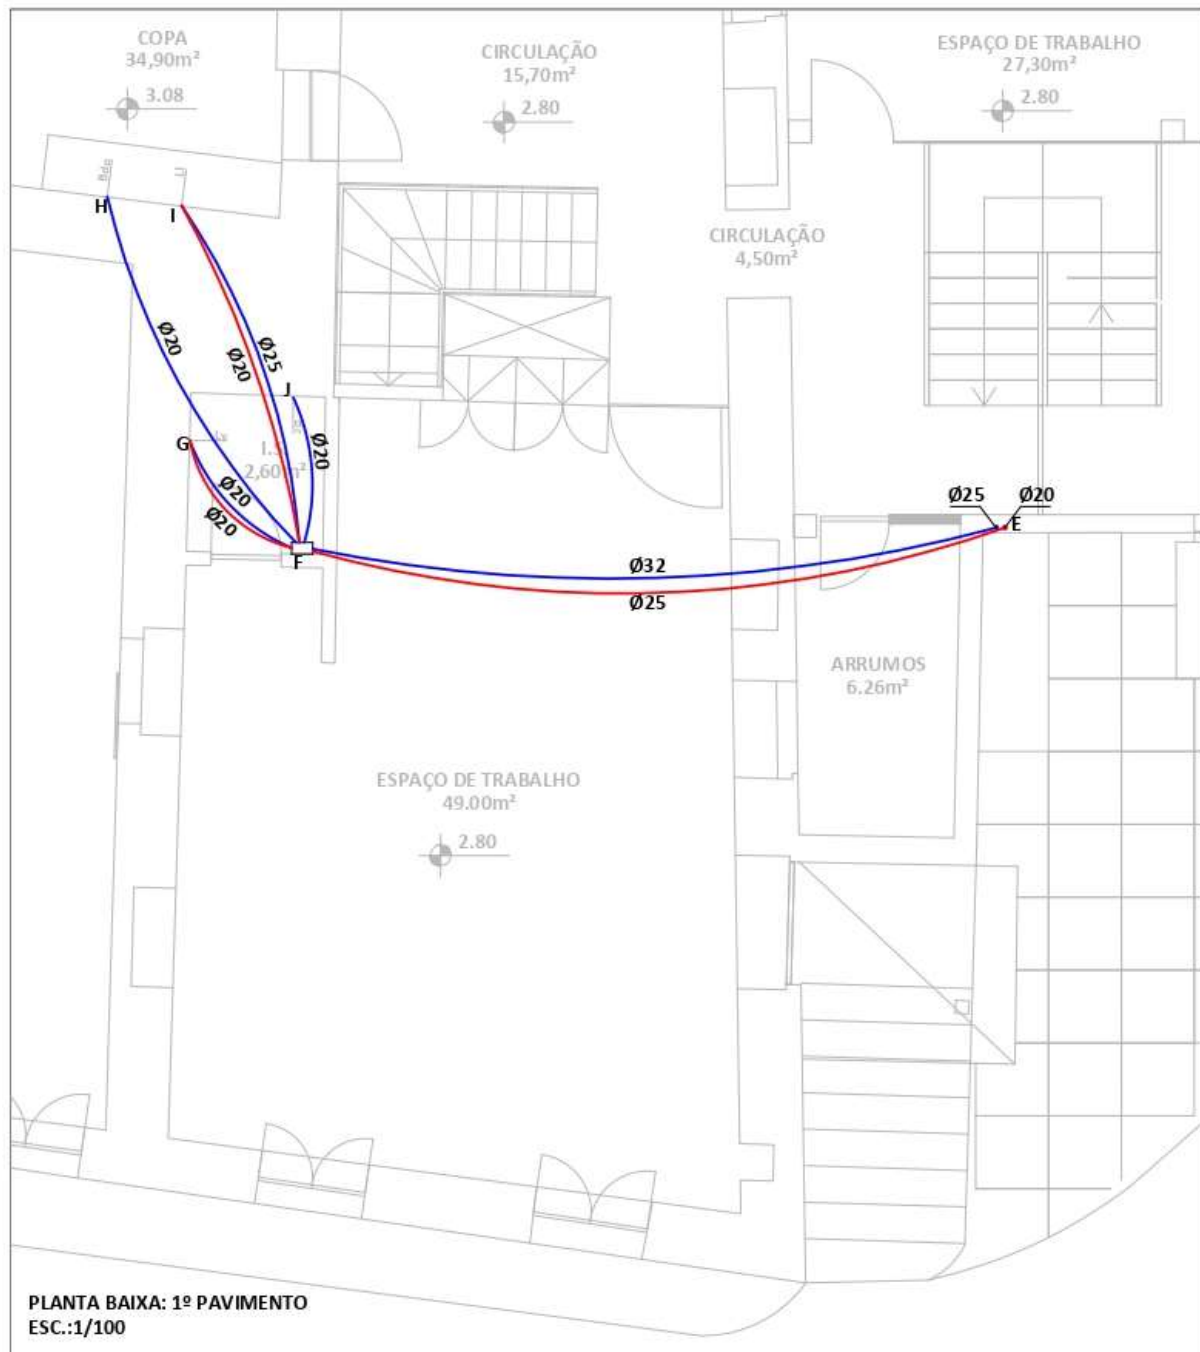 COPA
34,90m²
3.08
CIRCULAÇÃO
15,70m²
2.80
ESPAÇO DE TRABALHO
27,30m²
2.80
H
I
CIRCULAÇÃO
4,50m²
Ø20
Ø20
Ø25
J
G
2,60m²
Ø20
Ø20
Ø20
F
Ø25
Ø20
E
Ø32
Ø25
ARRUMOS
6.26m²
ESPAÇO DE TRABALHO
49.00m²
2.80
PLANTA BAIXA: 1º PAVIMENTO
ESC.:1/100